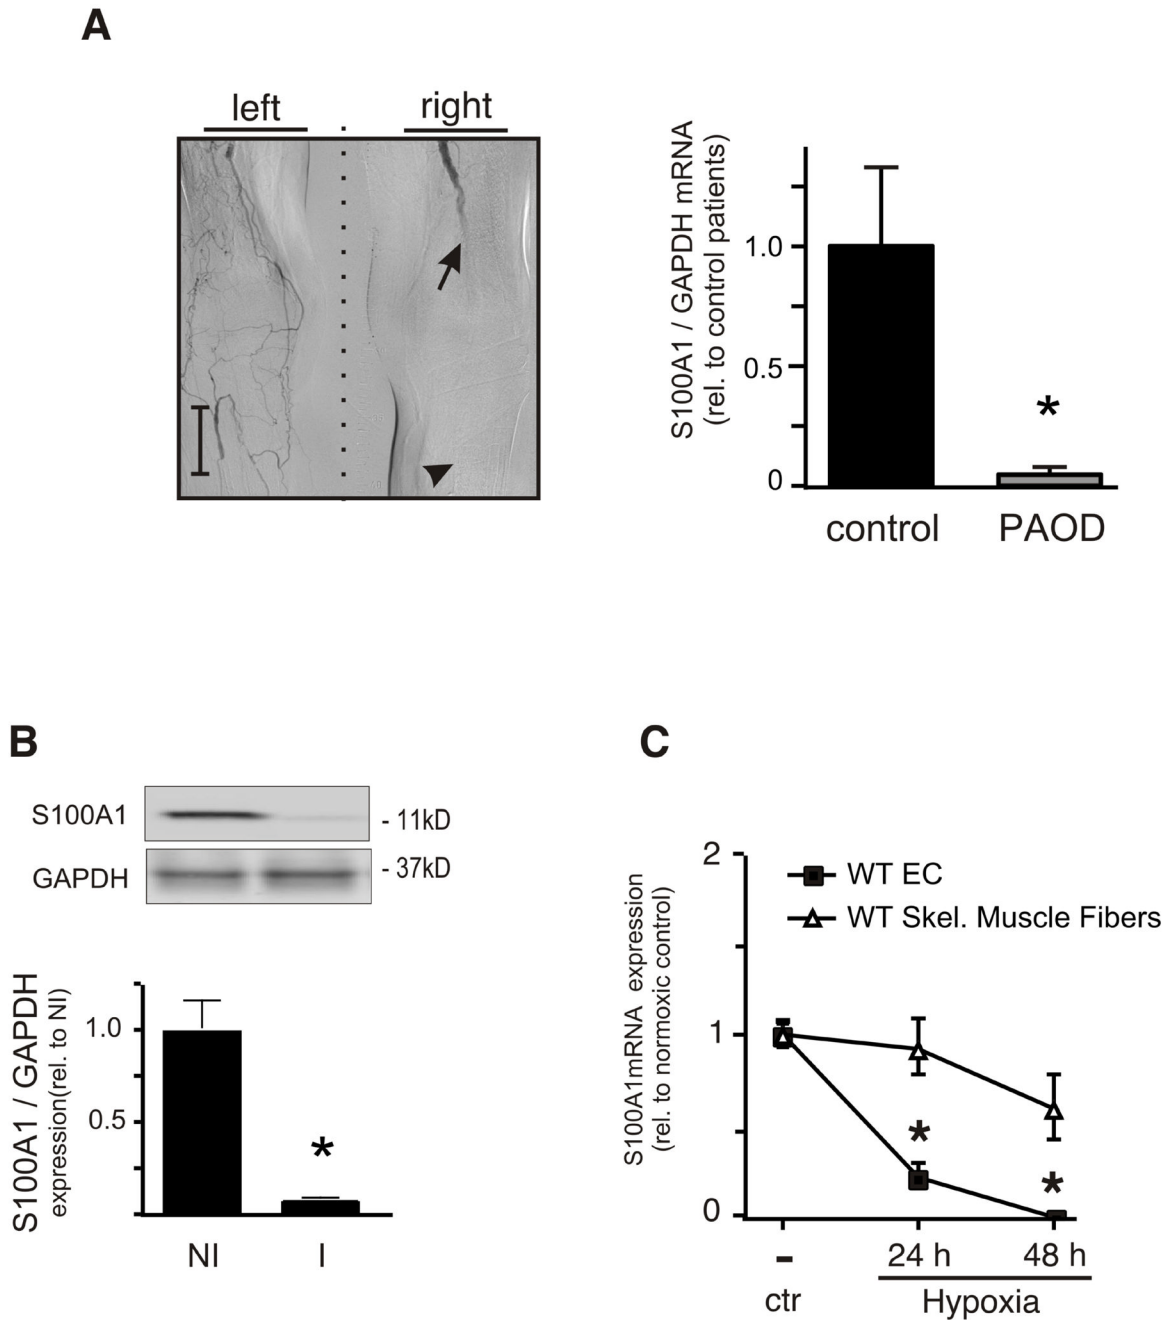 A
left
right
S100A1 / GAPDH mRNA
(rel. to control patients)
1.0
0.5
0
*
control
PAOD
B
S100A1
- 11kD
GAPDH
- 37kD
S100A1 / GAPDH
expression(rel. to NI)
1.0
0.5
*
NI
I
C
S100A1mRNA expression
(rel. to normoxic control)
2
1
0
WT EC
WT Skel. Muscle Fibers
*
*
–
24 h
48 h
ctr
Hypoxia